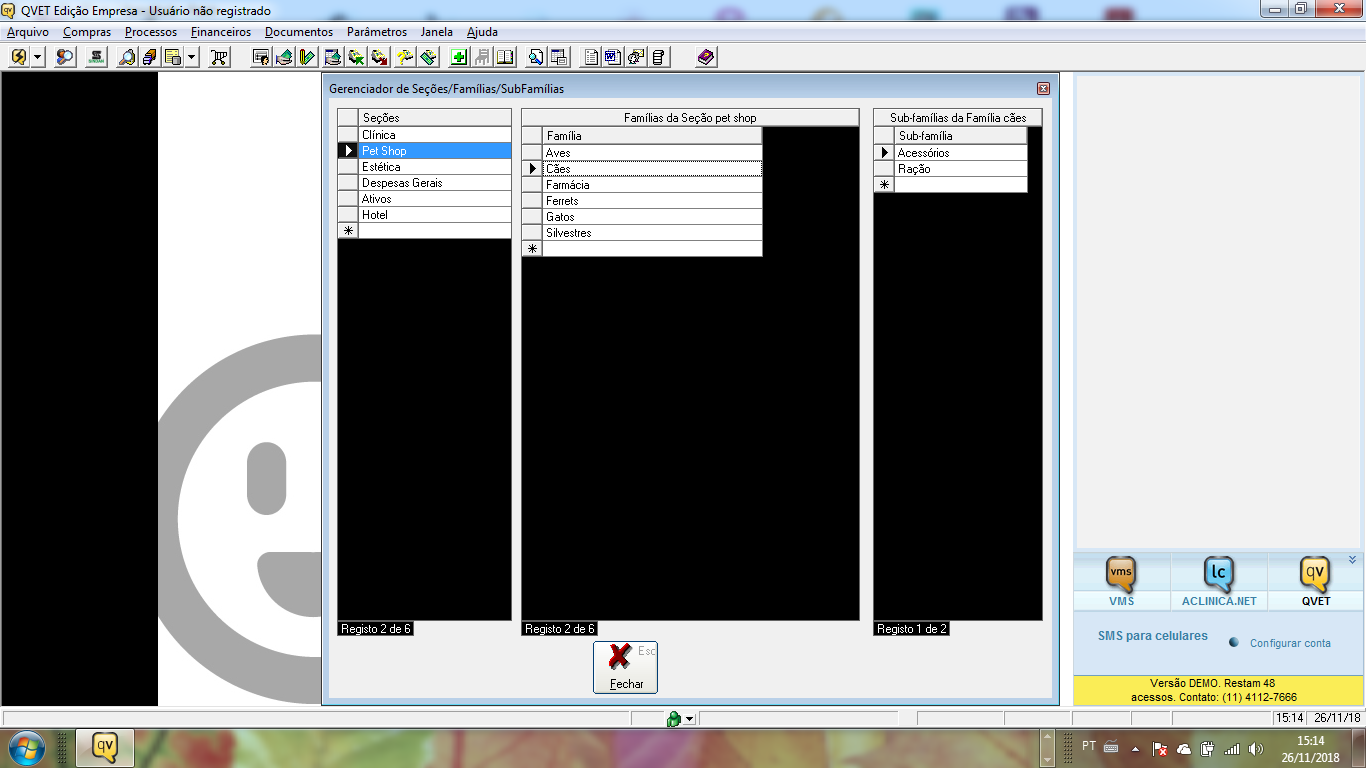 QVET Edição Empresa - Usuário não registrado
Arquivo Compras Processos Financeiros Documentos Parâmetros Janela Ajuda
Gerenciador de Seções/Famílias/SubFamílias
Seções
Clínica
Pet Shop
Estética
Despesas Gerais
Ativos
Hotel
Registo 2 de 6
Famílias da Seção pet shop
Família
Aves
Cães
Farmácia
Ferrets
Gatos
Silvestres
Registo 2 de 6
Sub-famílias da Família cães
Sub-família
Acessórios
Ração
Registo 1 de 2
Esc
Fechar
vms
lc
qv
VMS
ACLINICA.NET
QVET
SMS para celulares
Configurar conta
Versão DEMO. Restam 48
acessos. Contato: (11) 4112-7666
15:14 26/11/18
qv
PT
15:14
26/11/2018